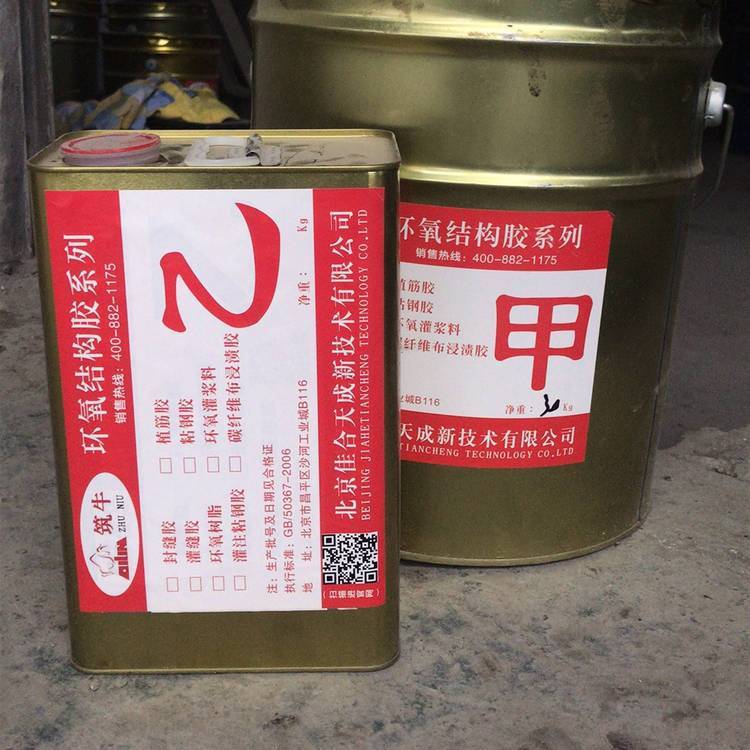 环氧结构胶系列
销售热线：400-882-1175
乙
Kg
净重：
□ 植筋胶
□ 粘钢胶
□ 环氧灌浆料
□ 碳纤维布浸渍胶
□ 封缝胶
□ 灌缝胶
□ 环氧树脂
□ 灌注粘钢胶
注：生产批号及日期见合格证
执行标准：GB/50367-2006
地 址：北京市昌平区沙河工业城B116
筑牛
ZHU NIU
北京佳合天成新技术有限公司
BEIJING JIAHETIANCHENG TECHNOLOGY CO.LTD
环氧结构胶系列
销售热线：400-882-1175
植筋胶
粘钢胶
环氧灌浆料
碳纤维布浸渍胶
甲
业城B116
净重：
Kg
天成新技术有限公司
TIANCHENG TECHNOLOGY CO.LTD